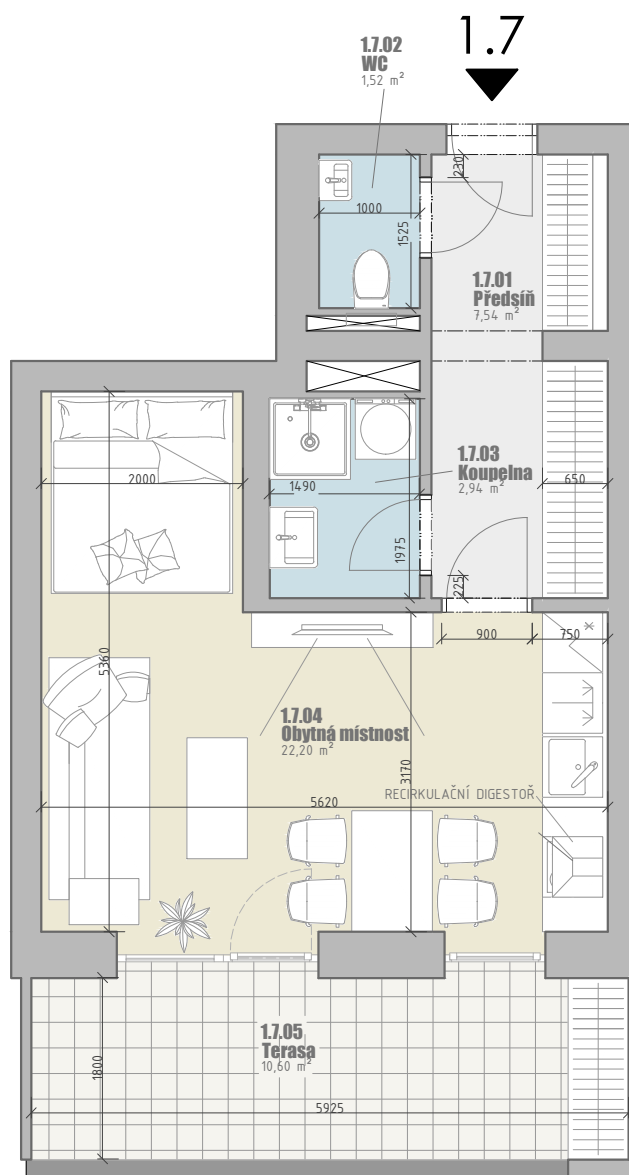 1.7
1.7.02
WC
1,52 m²
230
1000
1525
1.7.01
Předsíň
7,54 m²
1.7.03
Koupelna
2,94 m²
2000
1490
650
1975
225
900
750
5360
1.7.04
Obytná místnost
22,20 m²
3170
RECIRKULAČNÍ DIGESTOŘ
5620
1.7.05
Terasa
10,60 m²
1800
5925